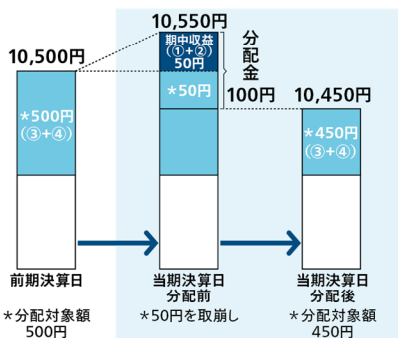 10,550円
10,500円
期中収益
(①+②)
50円
分配金
＊50円
100円
10,450円
＊500円
(③+④)
＊450円
(③+④)
前期決算日
当期決算日
分配前
当期決算日
分配後
＊分配対象額
500円
＊50円を取崩し
＊分配対象額
450円